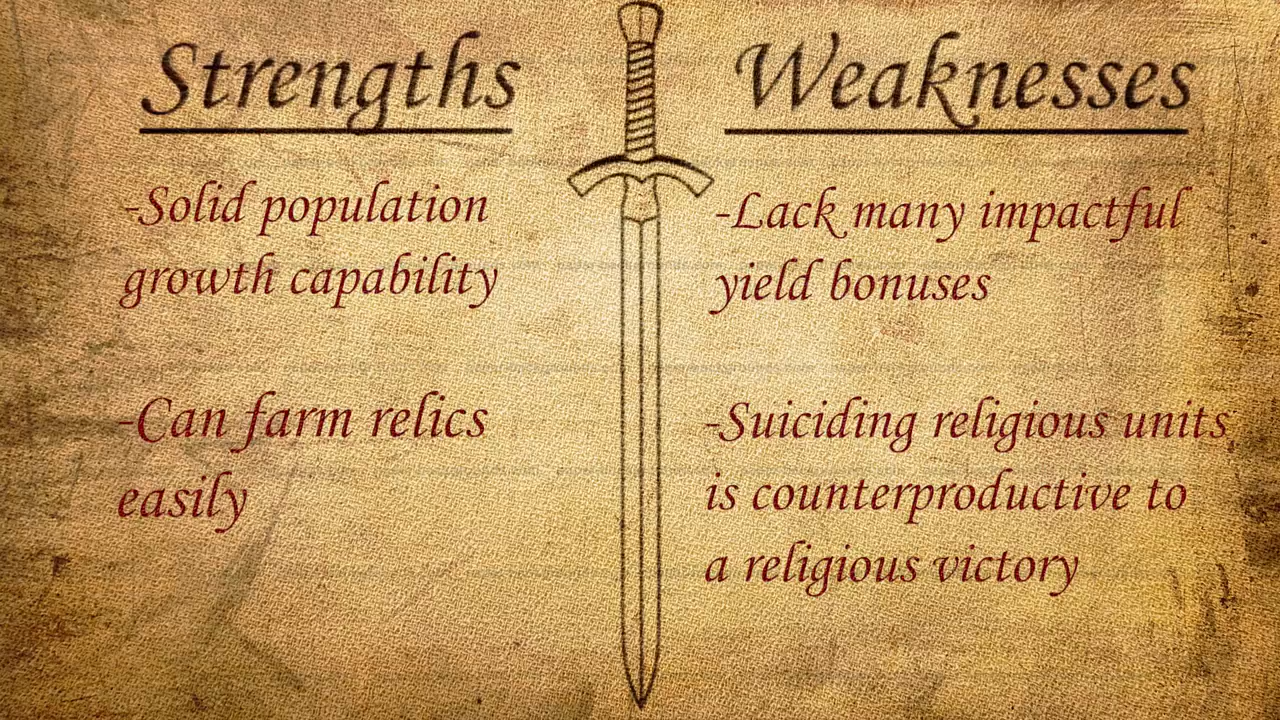 Strengths
-Solid population
growth capability
-Can farm relics
easily
Weaknesses
-Lack many impactful
yield bonuses
-Suiciding religious units
is counterproductive to
a religious victory